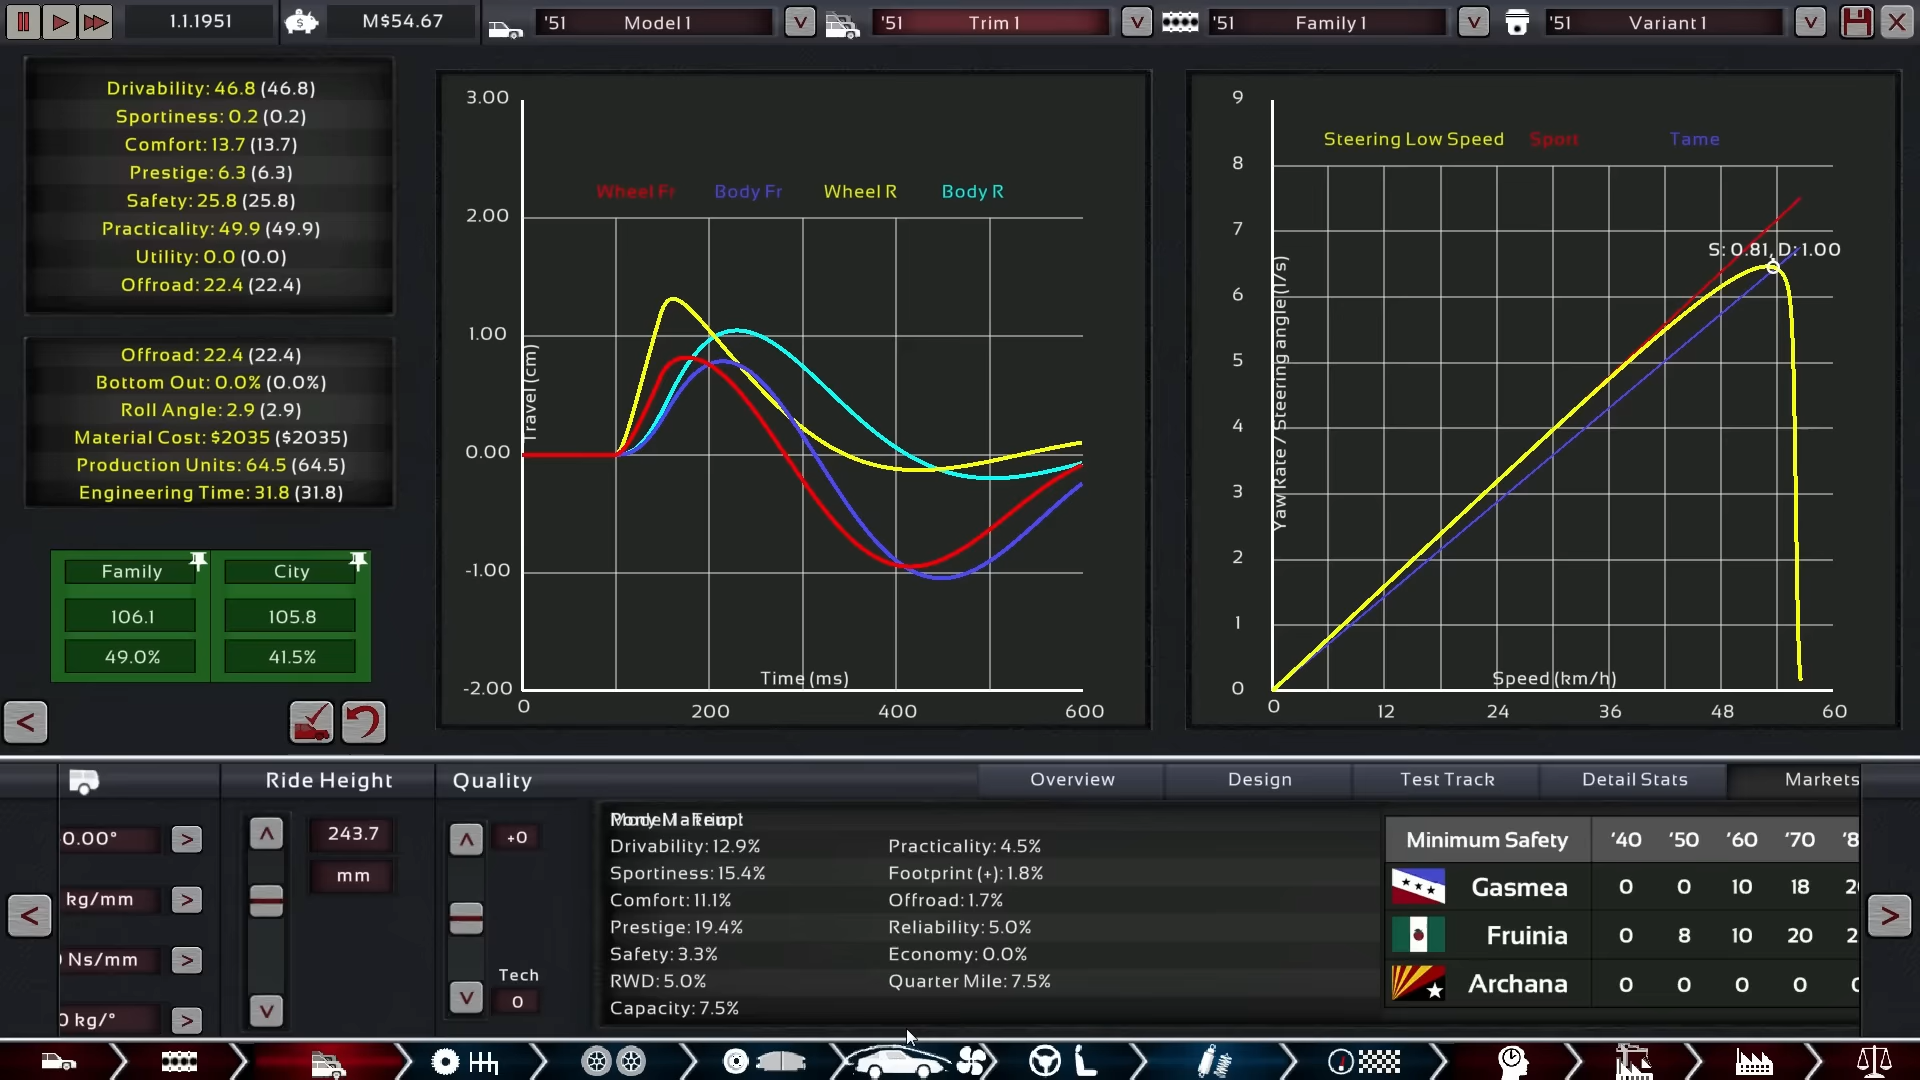 1.1.1951
M$54.67
'51 Model 1
'51 Trim 1
'51 Family 1
'51 Variant 1
Drivability: 46.8 (46.8)
Sportiness: 0.2 (0.2)
Comfort: 13.7 (13.7)
Prestige: 6.3 (6.3)
Safety: 25.8 (25.8)
Practicality: 49.9 (49.9)
Utility: 0.0 (0.0)
Offroad: 22.4 (22.4)
Offroad: 22.4 (22.4)
Bottom Out: 0.0% (0.0%)
Roll Angle: 2.9 (2.9)
Material Cost: $2035 ($2035)
Production Units: 64.5 (64.5)
Engineering Time: 31.8 (31.8)
Family City
106.1 105.8
49.0% 41.5%
3.00
2.00
1.00
0.00
-1.00
-2.00
Wheel Fr Body Fr Wheel R Body R
Travel (cm)
Time (ms)
0 200 400 600
9
8
7
6
5
4
3
2
1
0
Steering Low Speed Sport Tame
S: 0.81, D: 1.00
Yaw Rate / Steering angle (1/s)
Speed (km/h)
0 12 24 36 48 60
0.00°
kg/mm
Ns/mm
0 kg/°
Ride Height
243.7
mm
Quality
+0
Tech
0
Overview Design Test Track Detail Stats Markets
Drivability: 12.9%
Sportiness: 15.4%
Comfort: 11.1%
Prestige: 19.4%
Safety: 3.3%
RWD: 5.0%
Capacity: 7.5%
Practicality: 4.5%
Footprint (+): 1.8%
Offroad: 1.7%
Reliability: 5.0%
Economy: 0.0%
Quarter Mile: 7.5%
Minimum Safety '40 '50 '60 '70 '8
Gasmea 0 0 10 18 2
Fruinia 0 8 10 20 2
Archana 0 0 0 0